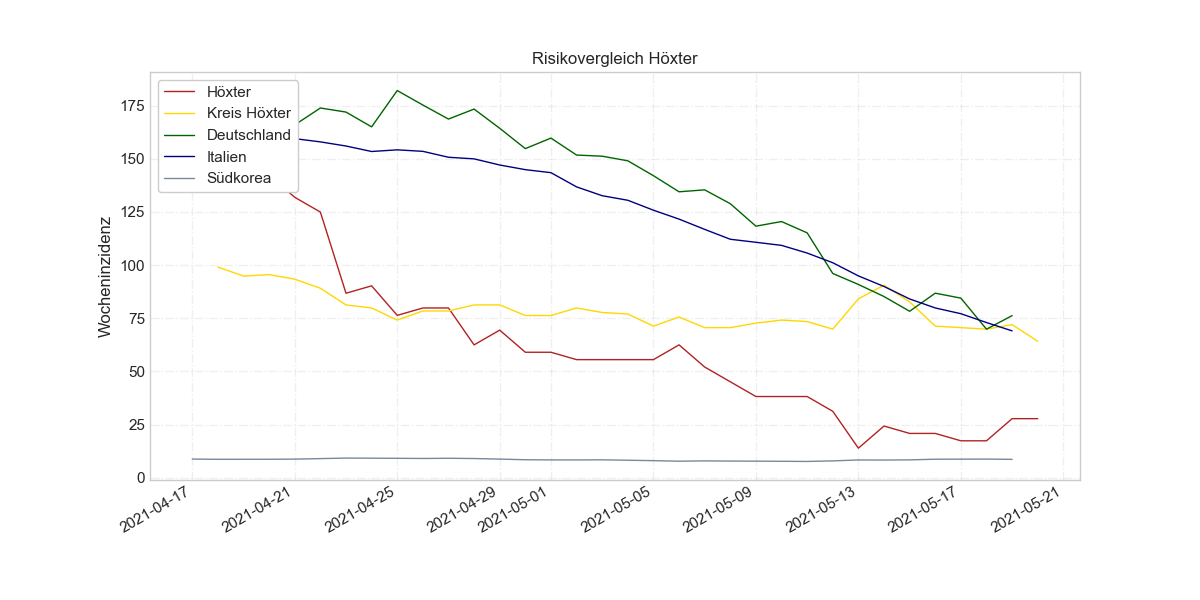 Risikovergleich Höxter
Höxter
Kreis Höxter
Deutschland
Italien
Südkorea
Wocheninzidenz
175
150
125
100
75
50
25
0
2021-04-17
2021-04-21
2021-04-25
2021-04-29
2021-05-01
2021-05-05
2021-05-09
2021-05-13
2021-05-17
2021-05-21